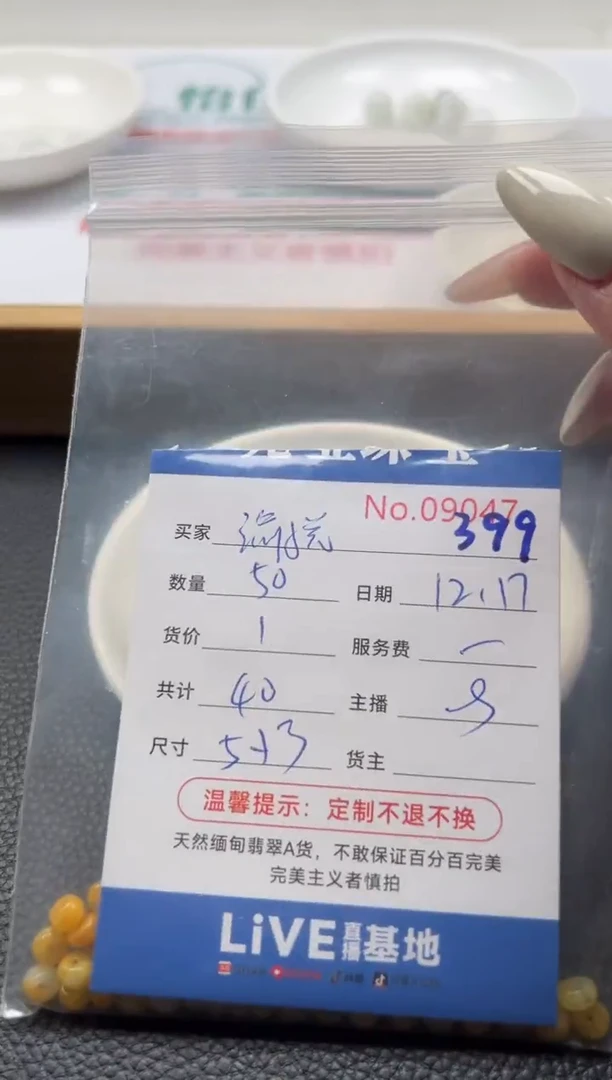 No.09047
买家 399
数量 50 日期 12.17
货价 1 服务费 一
共计 40 主播
尺寸 5+3 货主
温馨提示：定制不退不换
天然缅甸翡翠A货，不敢保证百分百完美
完美主义者慎拍
LiVE直播基地